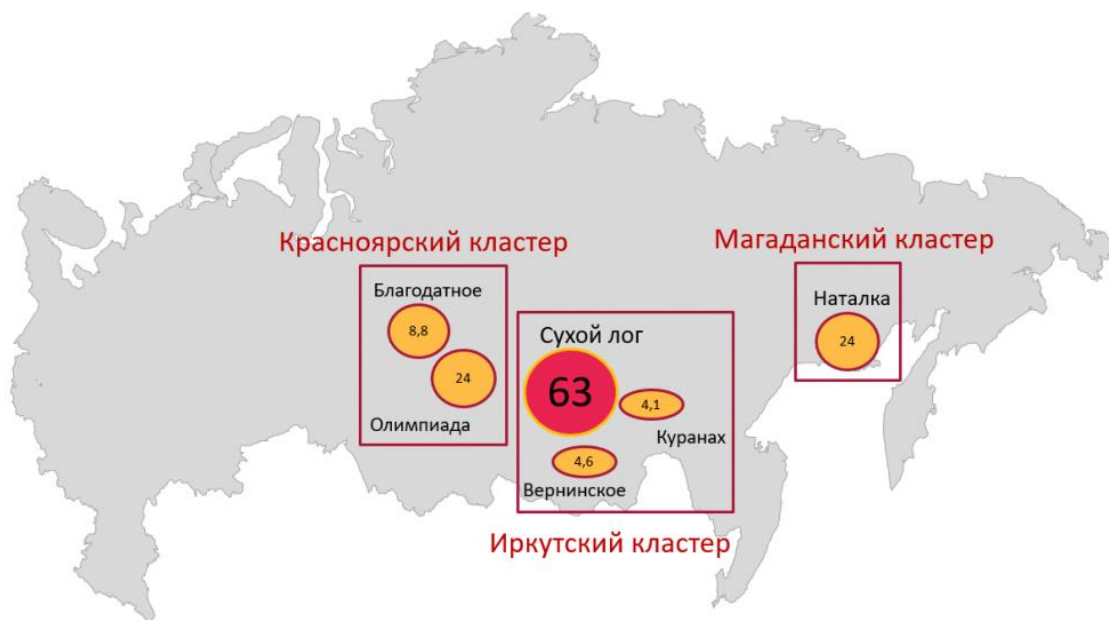 Красноярский кластер
Благодатное
8,8
24
Олимпиада
Сухой лог
63
4,1
Куранах
4,6
Вернинское
Иркутский кластер
Магаданский кластер
Наталка
24